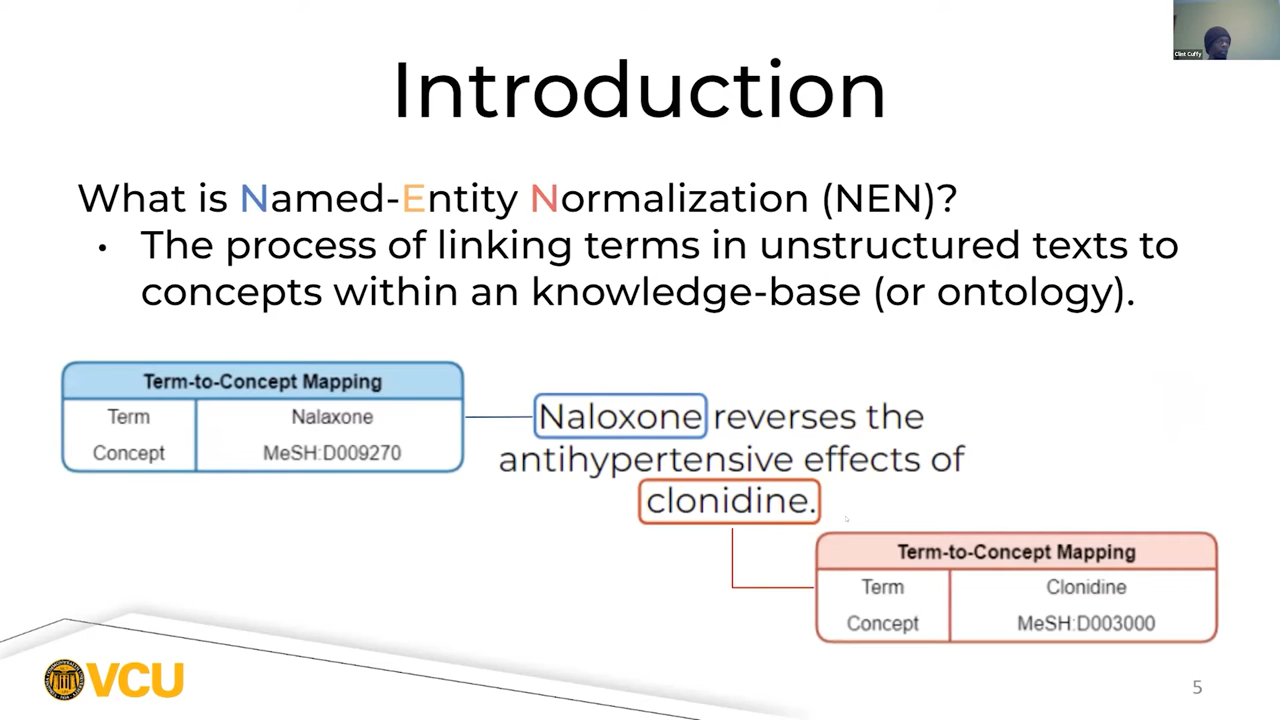 Clint Cuffy
Introduction
What is Named-Entity Normalization (NEN)?
• The process of linking terms in unstructured texts to
concepts within an knowledge-base (or ontology).
Term-to-Concept Mapping
Term Nalaxone
Concept MeSH:D009270
Naloxone reverses the
antihypertensive effects of
clonidine.
Term-to-Concept Mapping
Term Clonidine
Concept MeSH:D003000
VCU
5